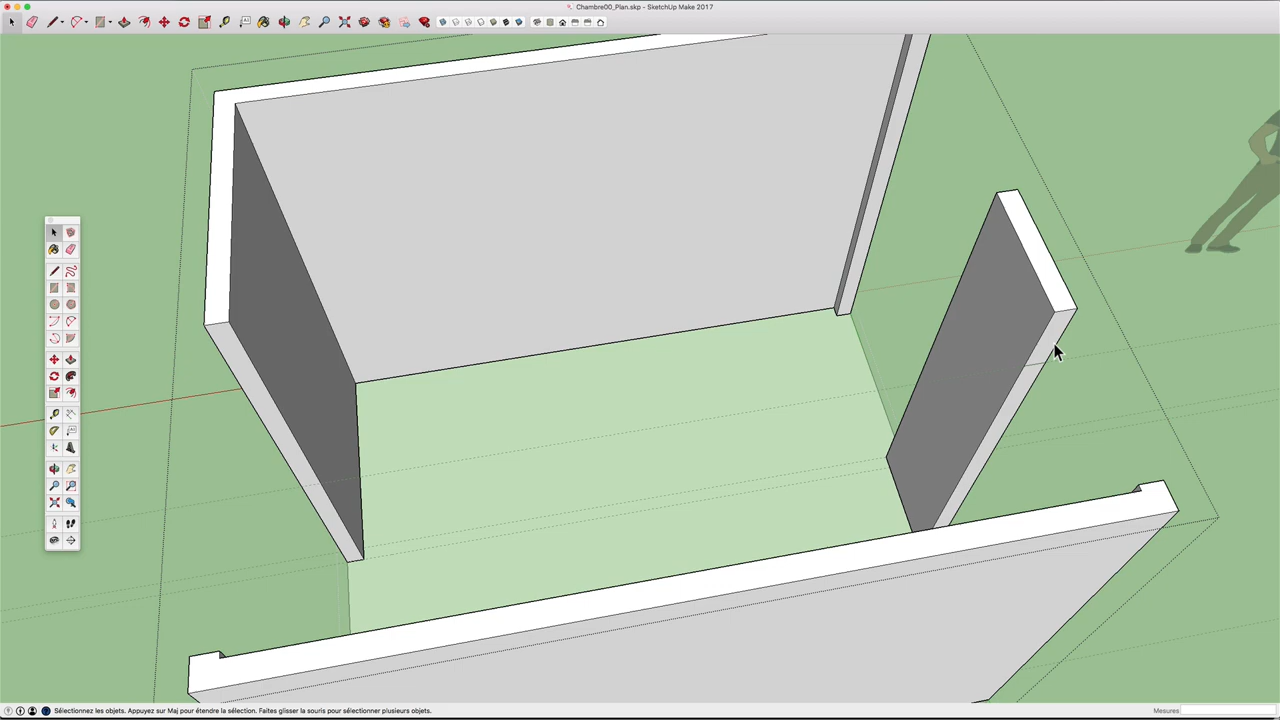 Chambre00_Plan.skp - SketchUp Make 2017
Sélectionnez les objets. Appuyez sur Maj pour étendre la sélection. Faites glisser la souris pour sélectionner plusieurs objets.
Mesures